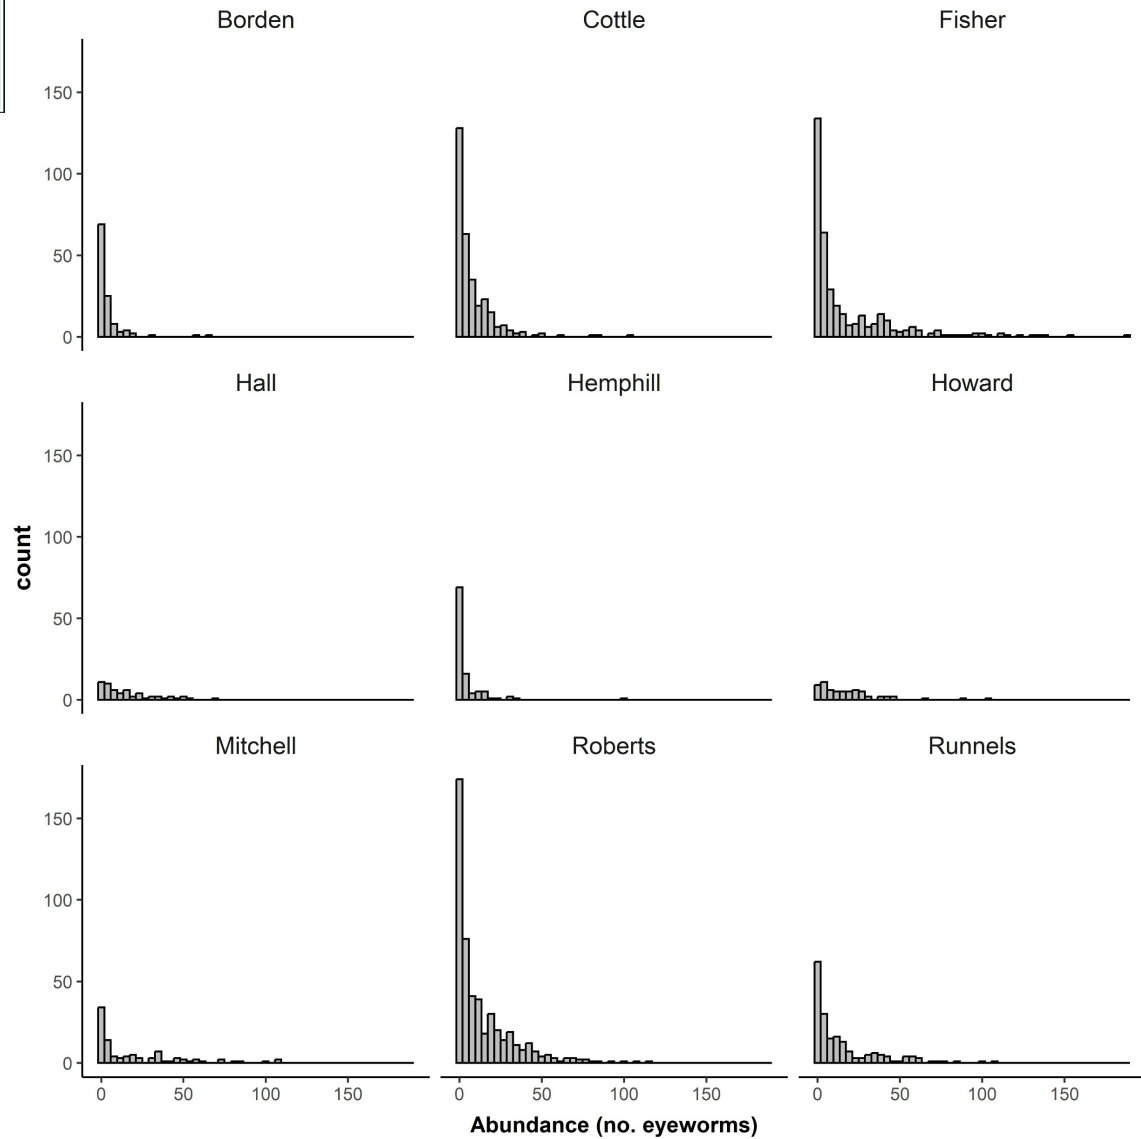 Borden Cottle Fisher
150
100
50
0
Hall Hemphill Howard
150
100
50
0
count
Mitchell Roberts Runnels
150
100
50
0
0 50 100 150 0 50 100 150 0 50 100 150
Abundance (no. eyeworms)